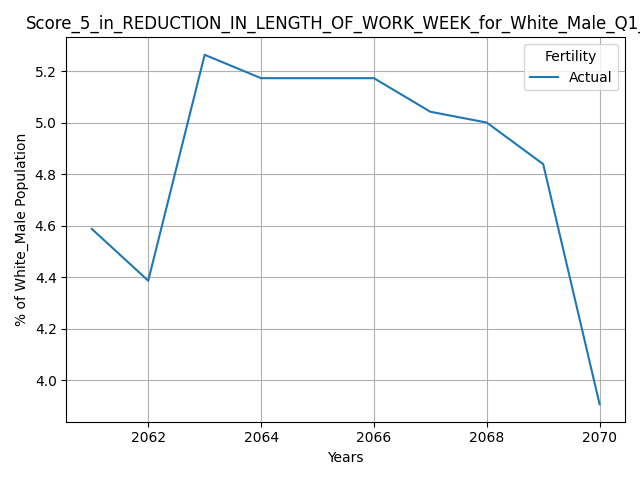 Score_5_in_REDUCTION_IN_LENGTH_OF_WORK_WEEK_for_White_Male_Q1_
Fertility
Actual
5.2
5.0
4.8
4.6
4.4
4.2
4.0
% of White_Male Population
2062 2064 2066 2068 2070
Years